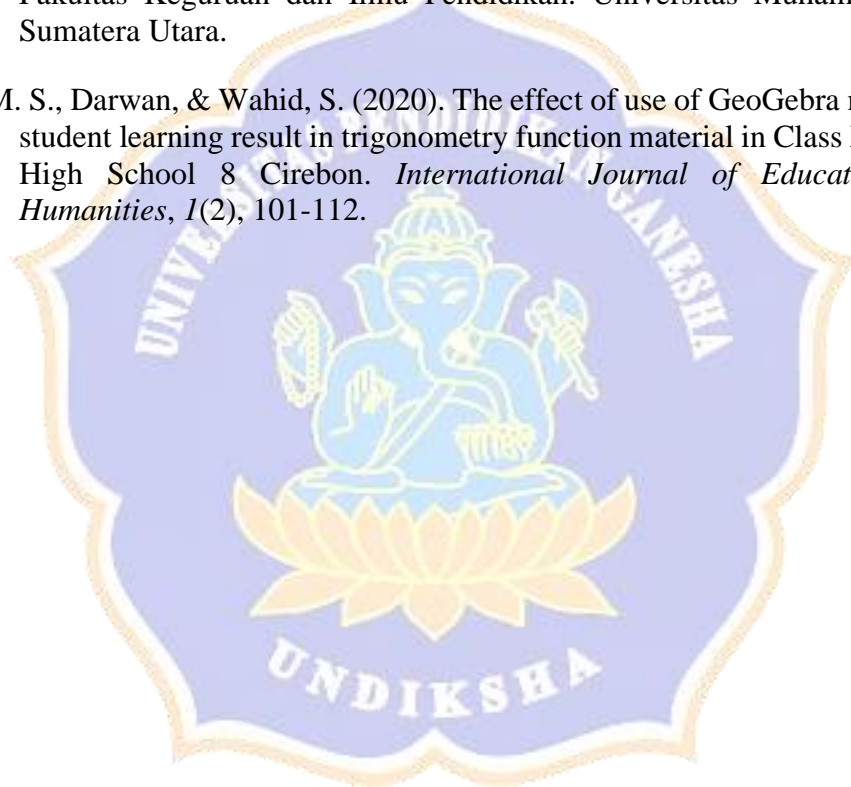 Fakultas Keguruan dan Ilmu Pendidikan. Universitas
Sumatera Utara.
M. S., Darwan, & Wahid, S. (2020). The effect of use of GeoGebra
student learning result in trigonometry function material in Class
High School 8 Cirebon. International Journal of
Humanities, 1(2), 101-112.
UNIVERSITAS PENDIDIKAN GANESHA
UNDIKSHA